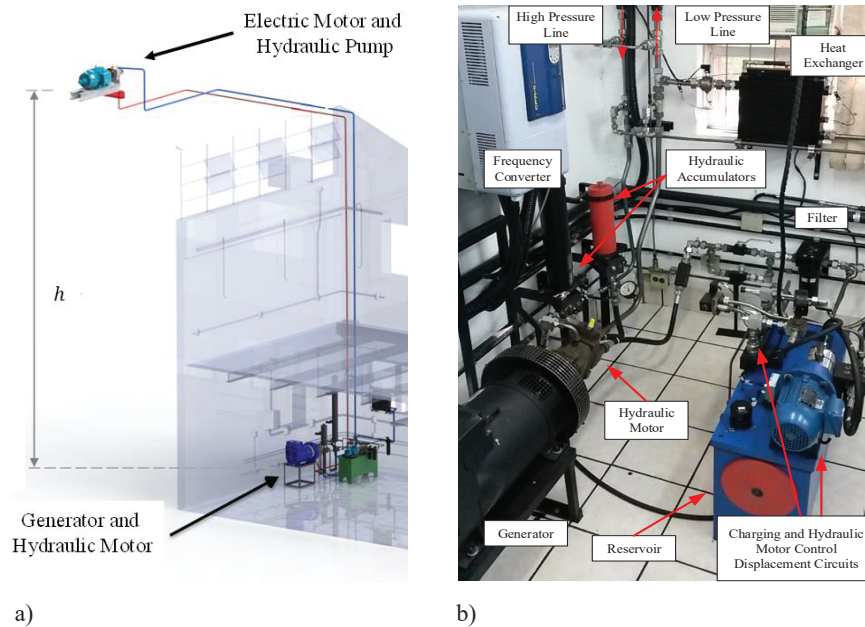 Electric Motor and
Hydraulic Pump
h
Generator and
Hydraulic Motor
a)
High Pressure
Line
Low Pressure
Line
Heat
Exchanger
Frequency
Converter
Hydraulic
Accumulators
Filter
Hydraulic
Motor
Generator
Reservoir
Charging and Hydraulic
Motor Control
Displacement Circuits
b)